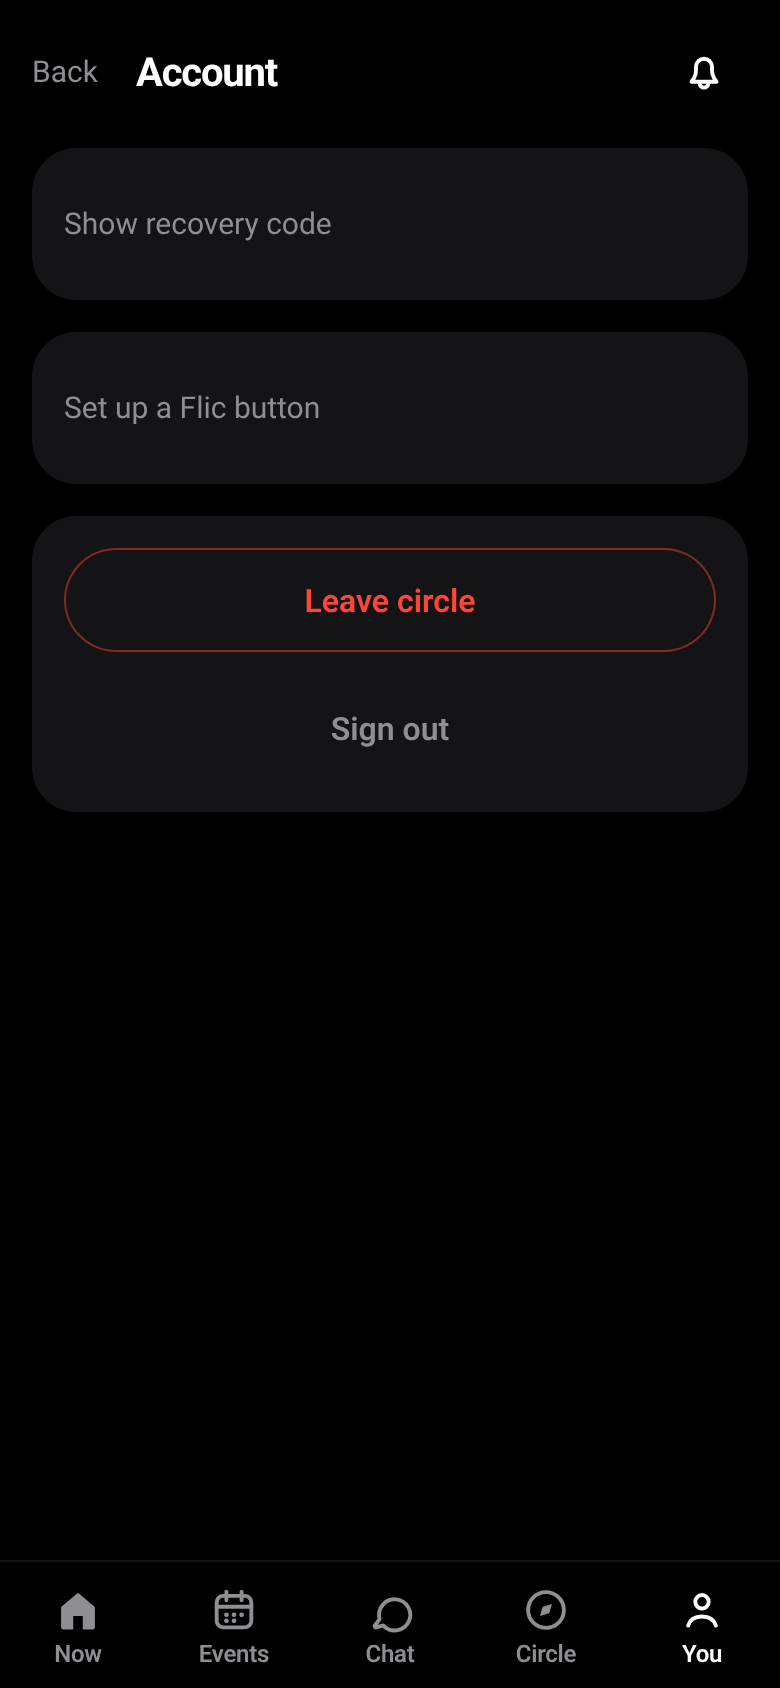 Back
Account
Show recovery code
Set up a Flic button
Leave circle
Sign out
Now
Events
Chat
Circle
You